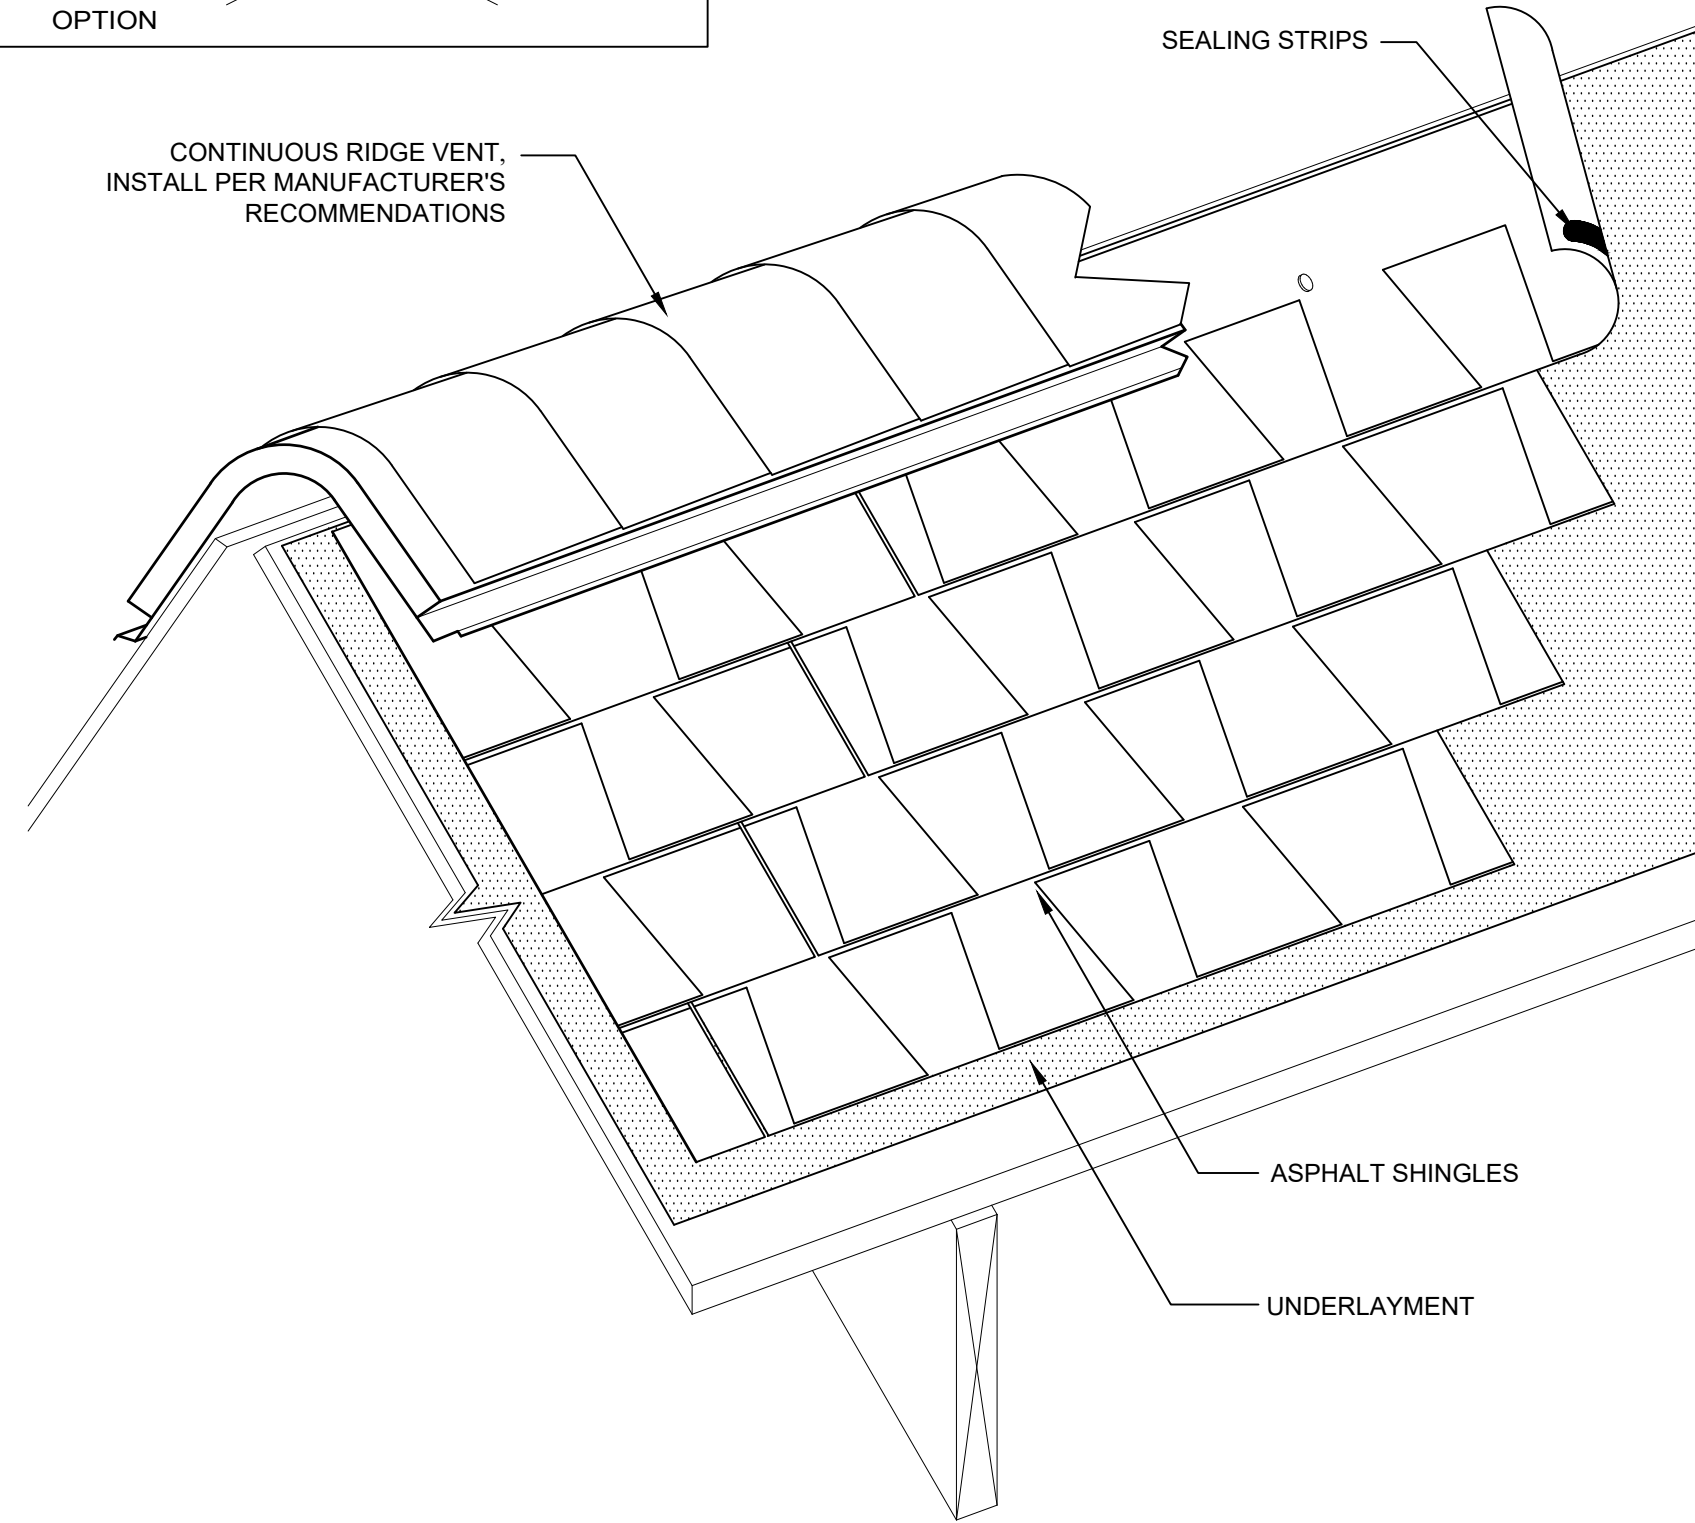 OPTION
SEALING STRIPS
CONTINUOUS RIDGE VENT,
INSTALL PER MANUFACTURER'S
RECOMMENDATIONS
ASPHALT SHINGLES
UNDERLAYMENT